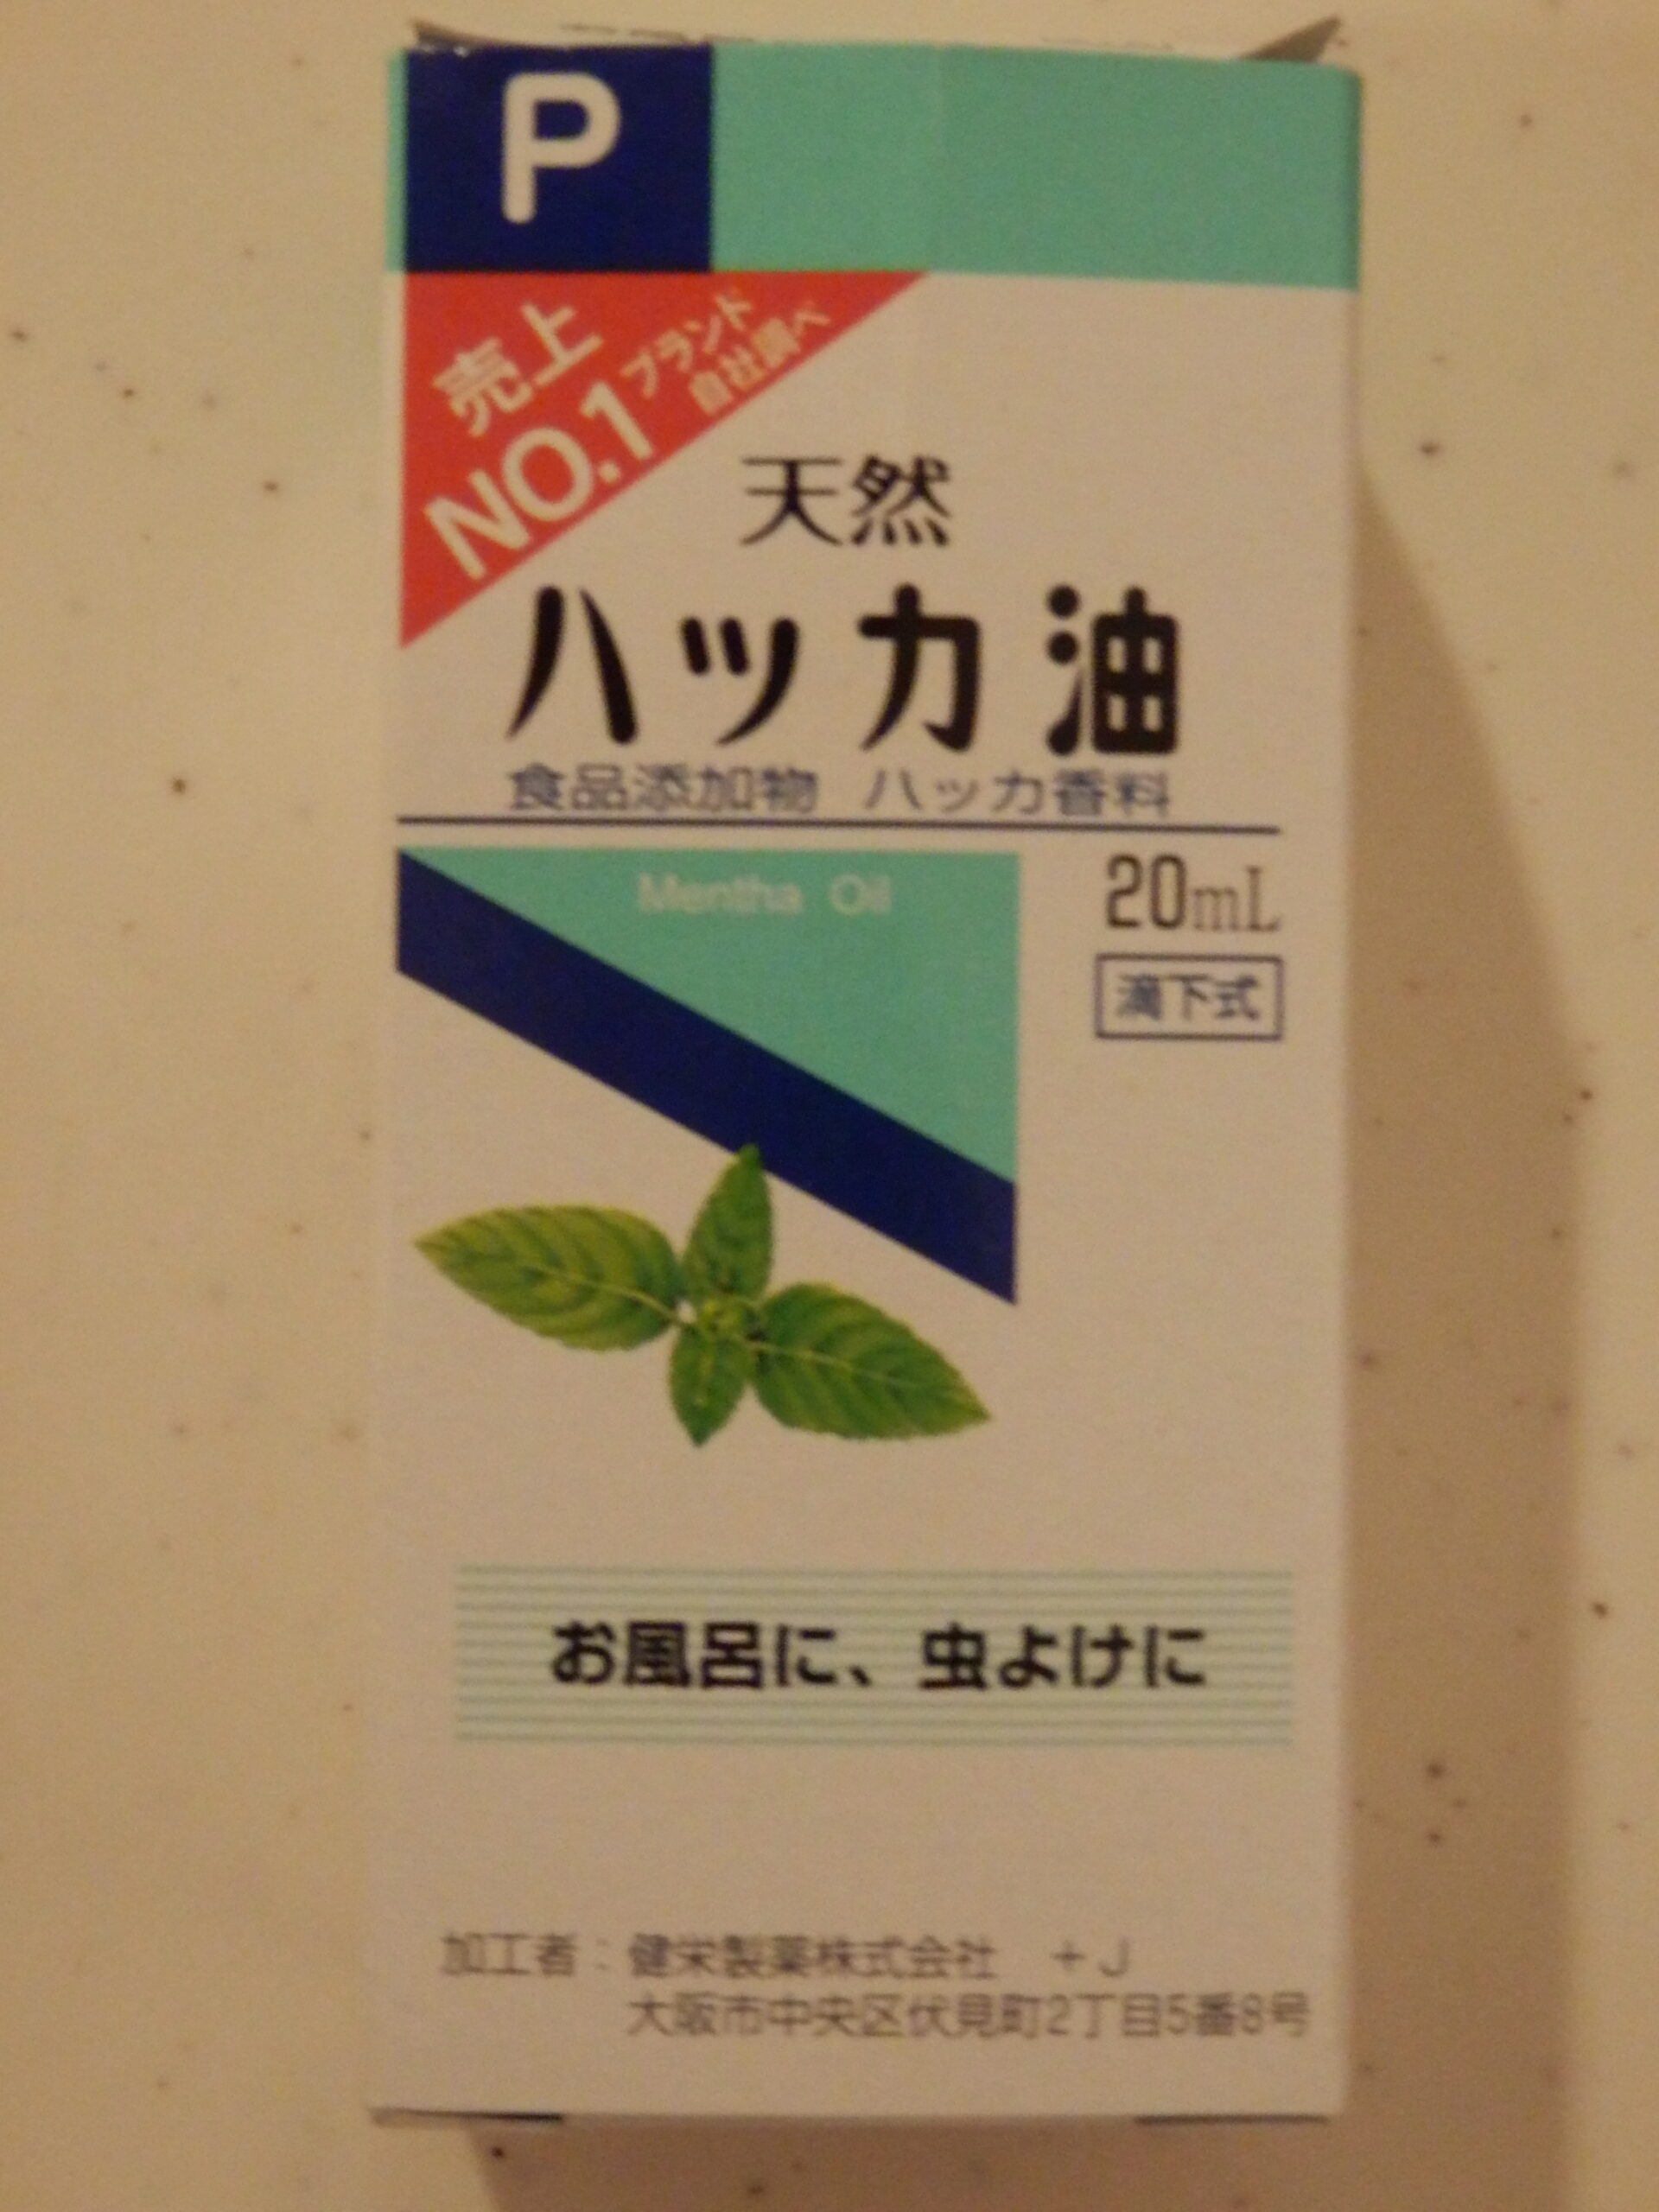 P
売上
NO.1
ブランド
自社調べ
天然
ハッカ油
食品添加物 ハッカ香料
Mentha Oil
20mL
滴下式
お風呂に、虫よけに
加工者：健栄製薬株式会社 +J
大阪市中央区伏見町2丁目5番8号